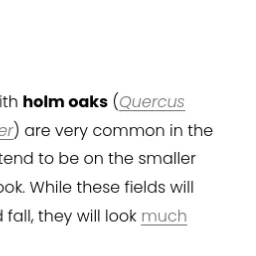 ith holm oaks (Quercus
er) are very common in the
tend to be on the smaller
ook. While these fields will
d fall, they will look much